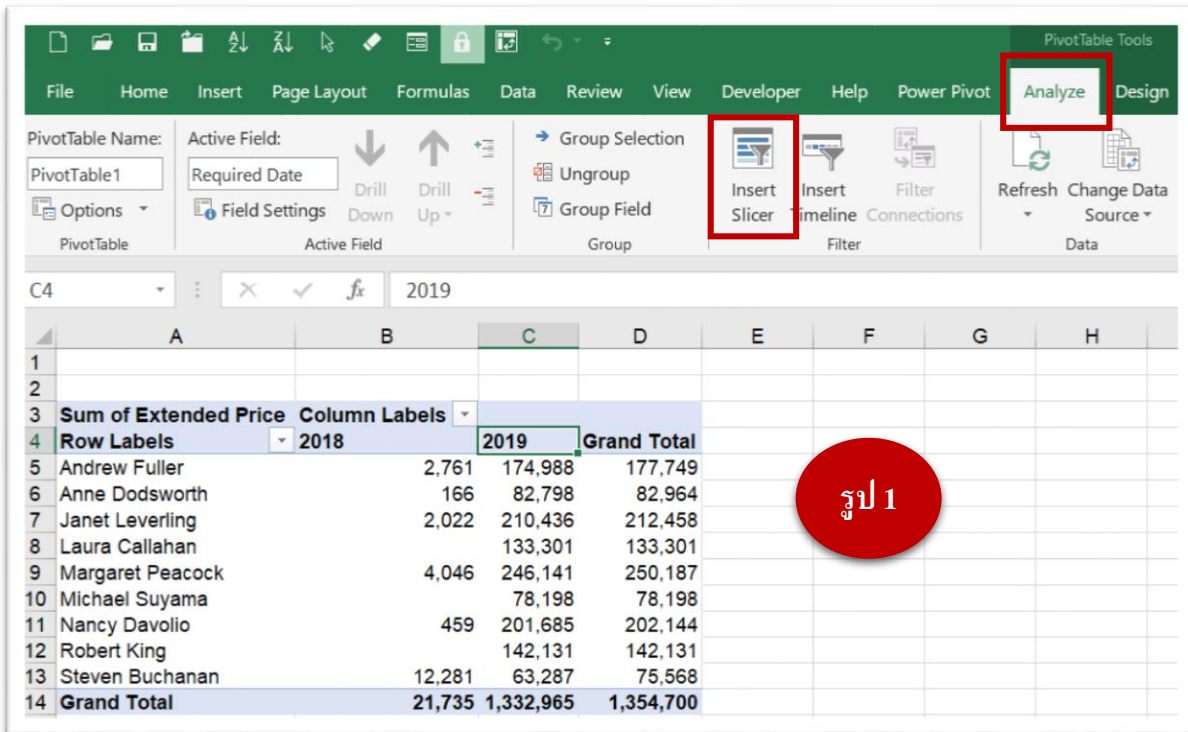 PivotTable Tools
File Home Insert Page Layout Formulas Data Review View Developer Help Power Pivot Analyze Design
PivotTable Name: Active Field: Group Selection
PivotTable1 Required Date Drill Down Drill Up Ungroup Insert Slicer Insert Timeline Filter Connections Refresh Change Data Source
Options Field Settings Group Field
PivotTable Active Field Group Filter Data
C4 fx 2019
A B C D E F G H
1
2
3 Sum of Extended Price Column Labels
4 Row Labels 2018 2019 Grand Total
5 Andrew Fuller 2,761 174,988 177,749
6 Anne Dodsworth 166 82,798 82,964
7 Janet Leverling 2,022 210,436 212,458
8 Laura Callahan 133,301 133,301
9 Margaret Peacock 4,046 246,141 250,187
10 Michael Suyama 78,198 78,198
11 Nancy Davolio 459 201,685 202,144
12 Robert King 142,131 142,131
13 Steven Buchanan 12,281 63,287 75,568
14 Grand Total 21,735 1,332,965 1,354,700
รูป 1